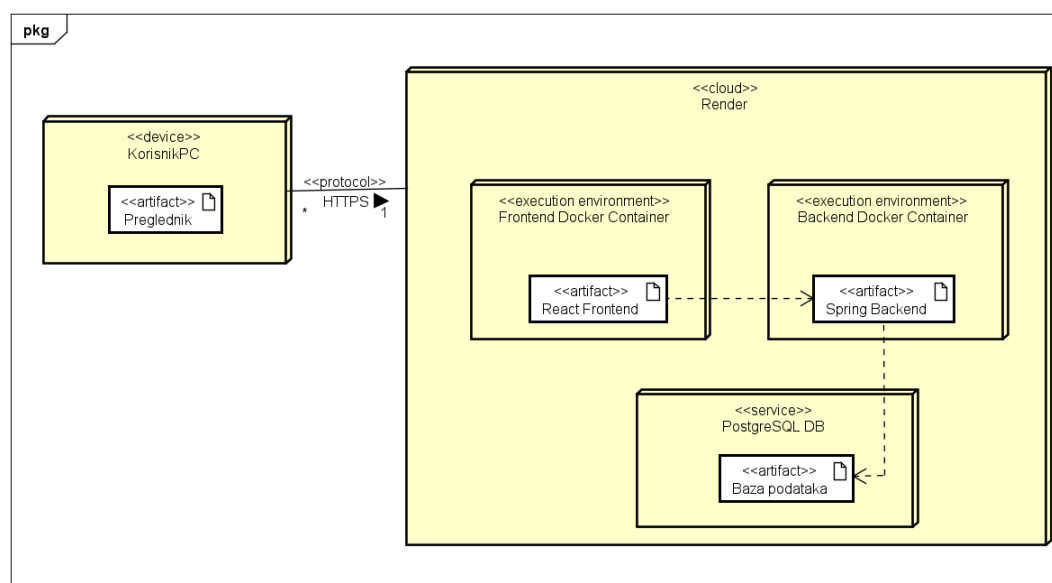 pkg
<<device>>
KorisnikPC
<<artifact>>
Preglednik
<<protocol>>
HTTPS
*
1
<<cloud>>
Render
<<execution environment>>
Frontend Docker Container
<<artifact>>
React Frontend
<<execution environment>>
Backend Docker Container
<<artifact>>
Spring Backend
<<service>>
PostgreSQL DB
<<artifact>>
Baza podataka